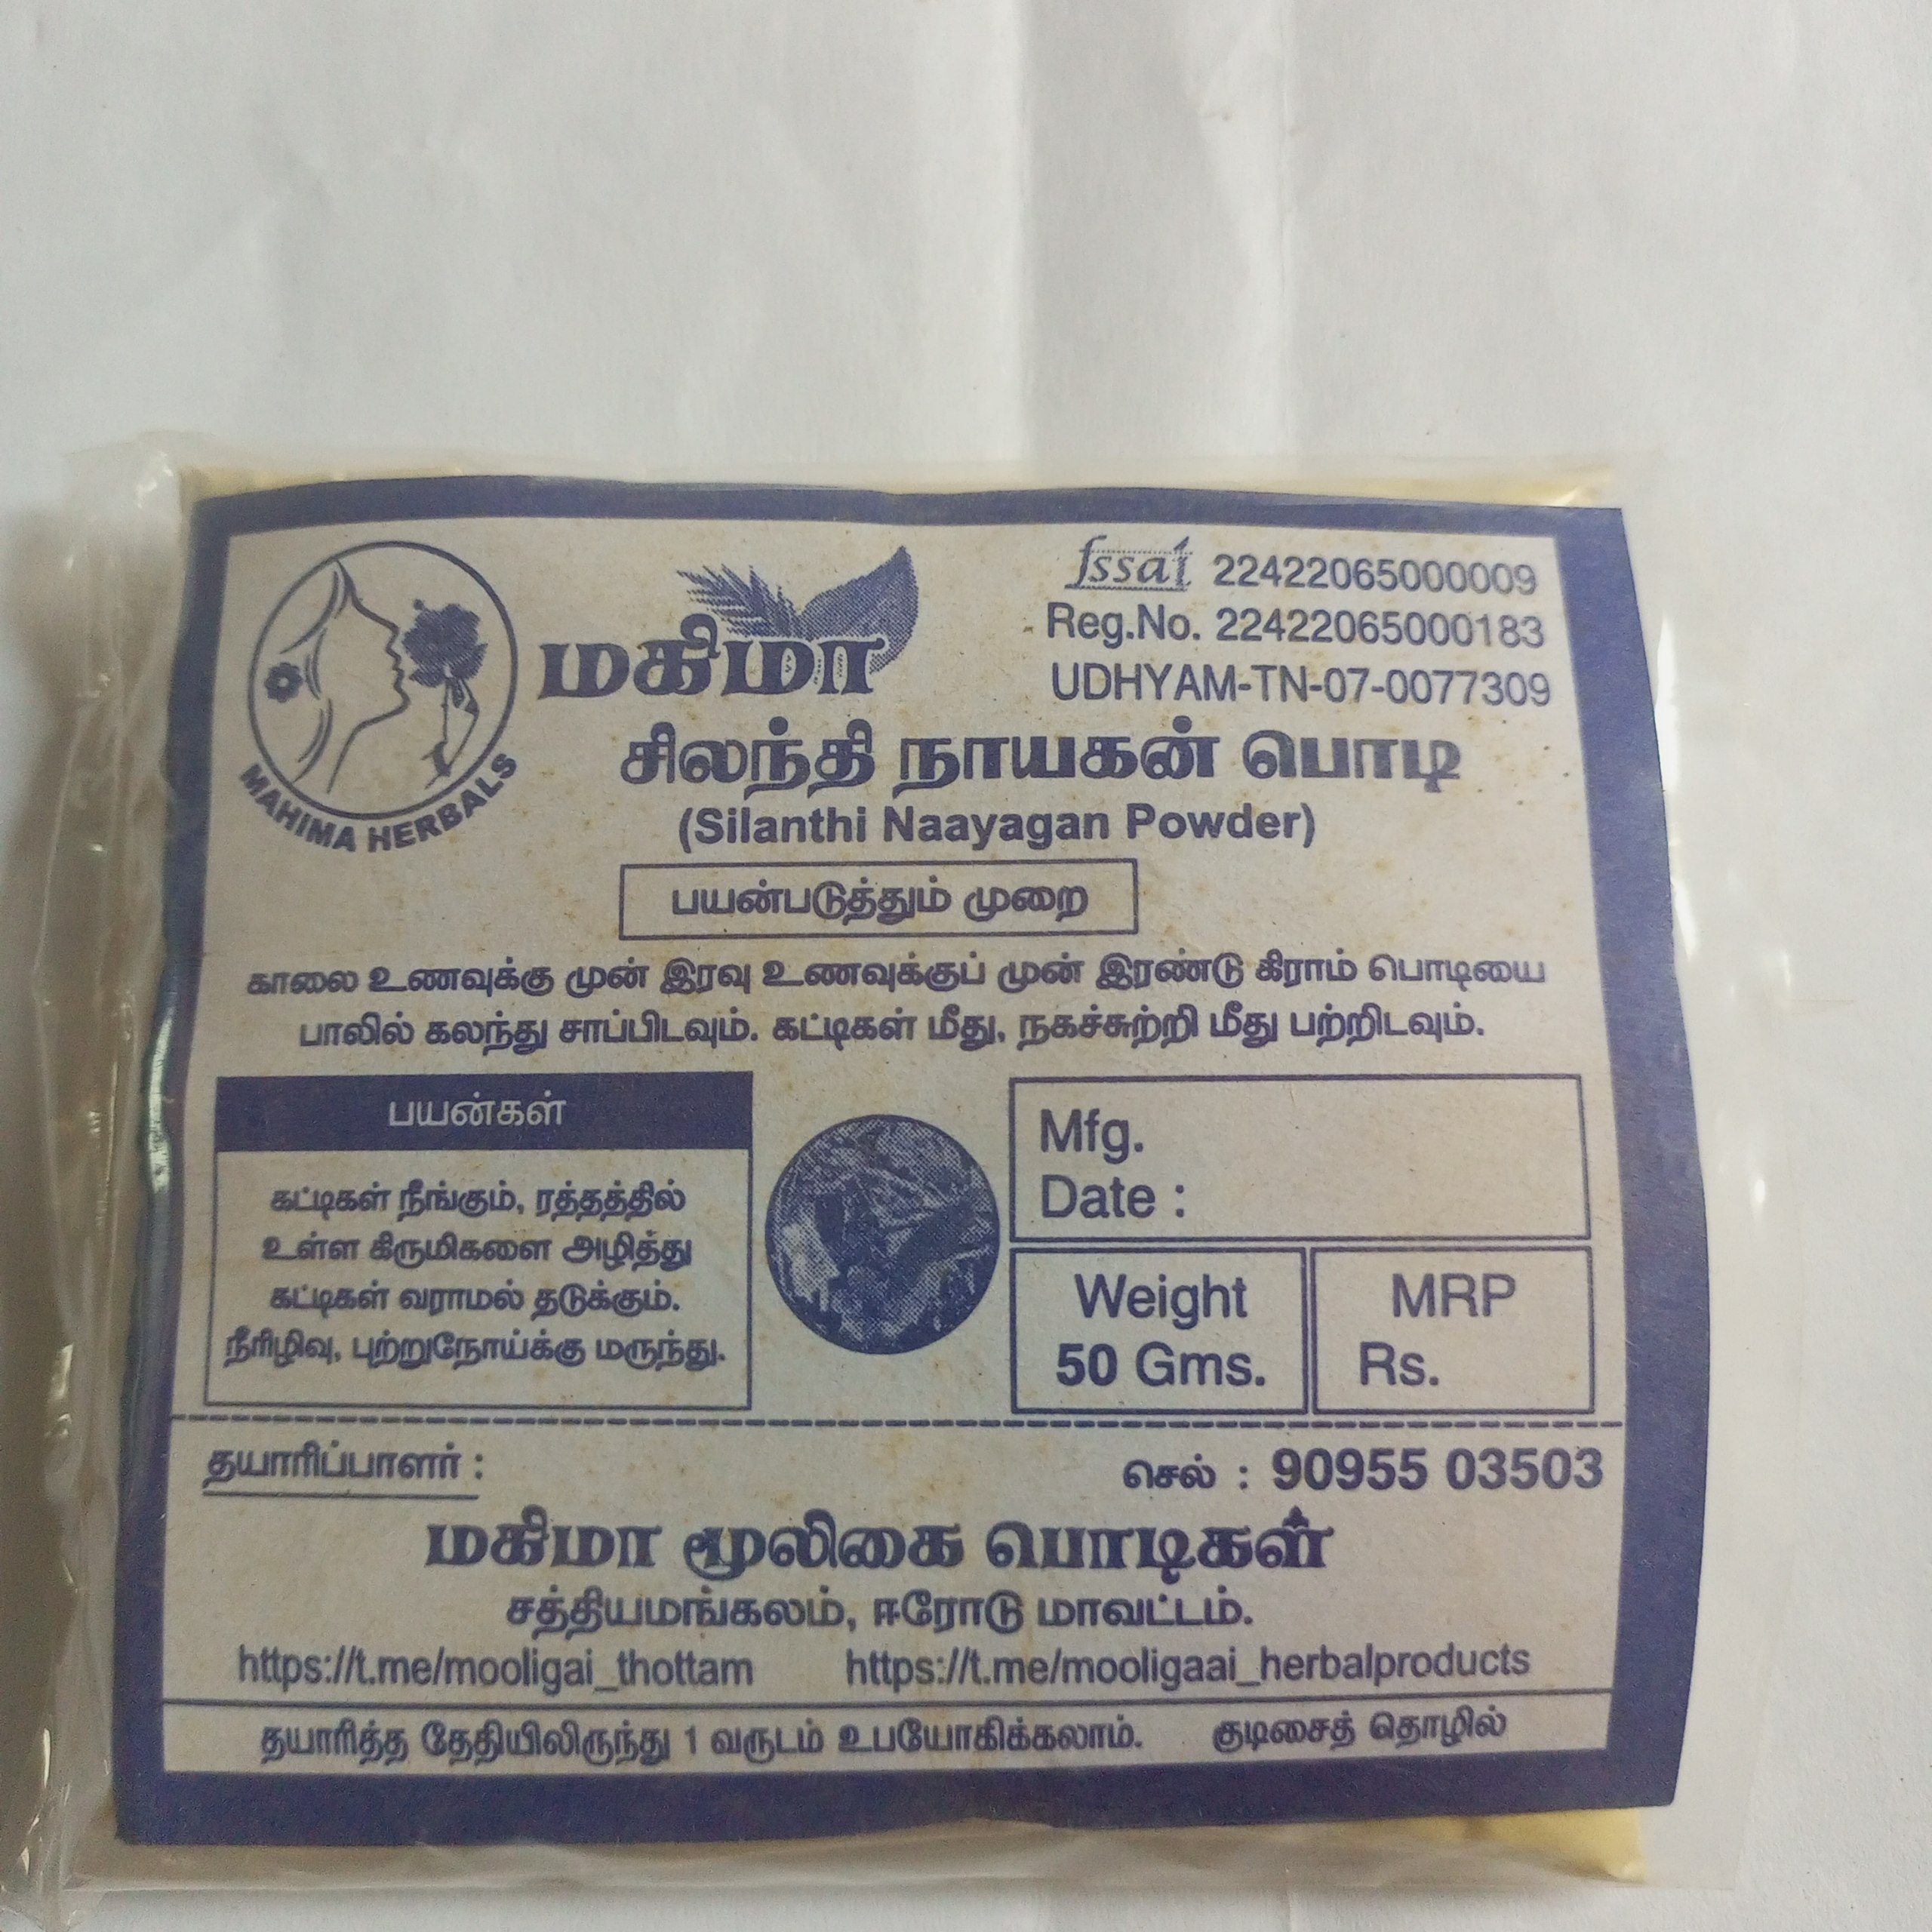 MAHIMA HERBALS
மகிமா
fssai 22422065000009
Reg.No. 22422065000183
UDHYAM-TN-07-0077309
சிலந்தி நாயகன் பொடி
(Silanthi Naayagan Powder)
பயன்படுத்தும் முறை
காலை உணவுக்கு முன் இரவு உணவுக்குப் முன் இரண்டு கிராம் பொடியை
பாலில் கலந்து சாப்பிடவும். கட்டிகள் மீது, நகச்சுற்றி மீது பற்றிடவும்.
பயன்கள்
கட்டிகள் நீங்கும், ரத்தத்தில்
உள்ள கிருமிகளை அழித்து
கட்டிகள் வராமல் தடுக்கும்.
நீரிழிவு, புற்றுநோய்க்கு மருந்து.
Mfg.
Date :
Weight
50 Gms.
MRP
Rs.
தயாரிப்பாளர் :
செல் : 90955 03503
மகிமா மூலிகை பொடிகள்
சத்தியமங்கலம், ஈரோடு மாவட்டம்.
https://t.me/mooligai_thottam https://t.me/mooligaai_herbalproducts
தயாரித்த தேதியிலிருந்து 1 வருடம் உபயோகிக்கலாம். குடிசைத் தொழில்